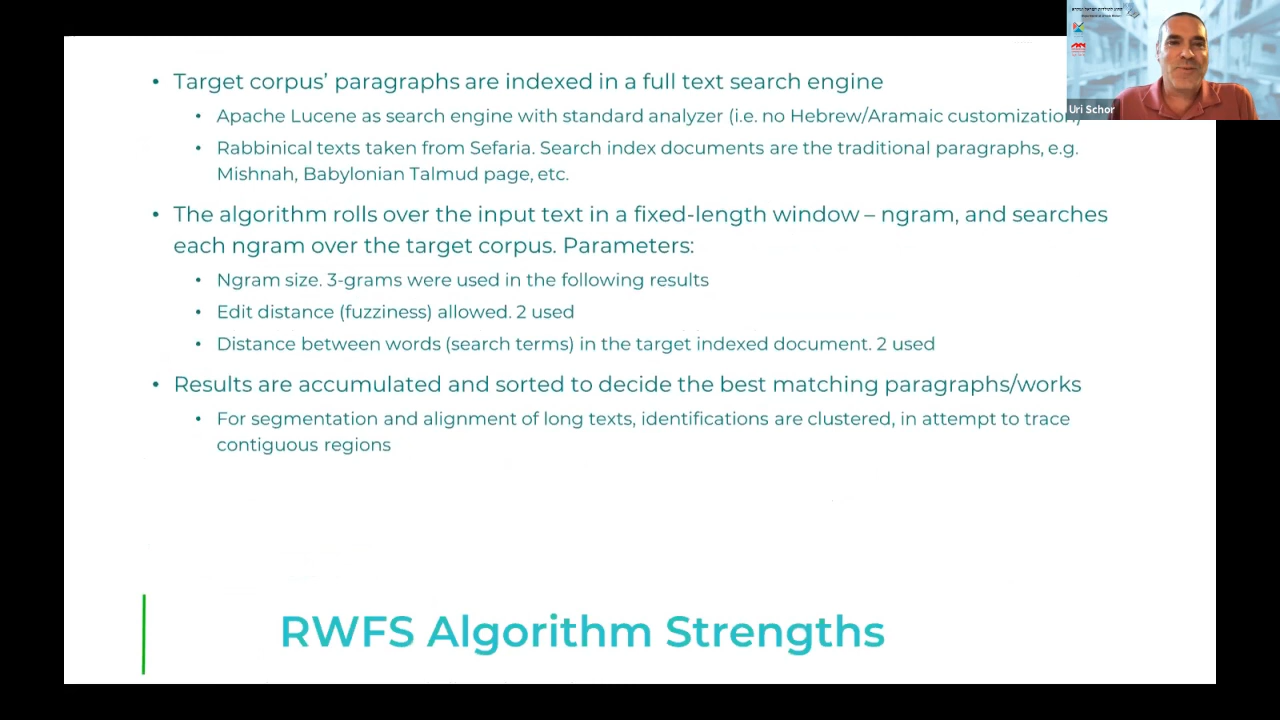 • Target corpus’ paragraphs are indexed in a full text search engine
• Apache Lucene as search engine with standard analyzer (i.e. no Hebrew/Aramaic customization)
• Rabbinical texts taken from Sefaria. Search index documents are the traditional paragraphs, e.g.
Mishnah, Babylonian Talmud page, etc.
• The algorithm rolls over the input text in a fixed-length window – ngram, and searches
each ngram over the target corpus. Parameters:
• Ngram size. 3-grams were used in the following results
• Edit distance (fuzziness) allowed. 2 used
• Distance between words (search terms) in the target indexed document. 2 used
• Results are accumulated and sorted to decide the best matching paragraphs/works
• For segmentation and alignment of long texts, identifications are clustered, in attempt to trace
contiguous regions
RWFS Algorithm Strengths
Uri Schor